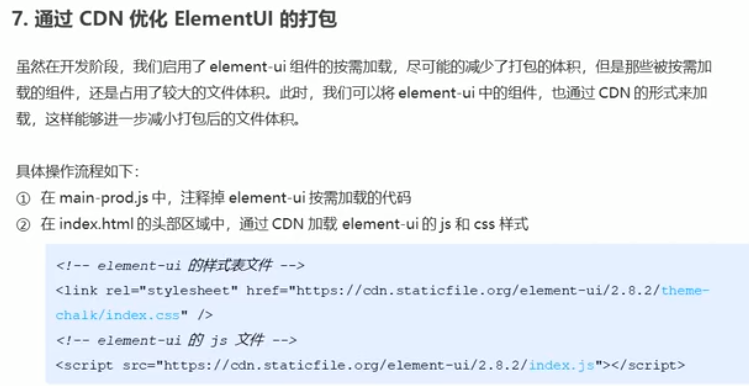 7. 通过 CDN 优化 ElementUI 的打包
虽然在开发阶段，我们启用了 element-ui 组件的按需加载，尽可能的减少了打包的体积，但是那些被按需加
载的组件，还是占用了较大的文件体积。此时，我们可以将 element-ui 中的组件，也通过 CDN 的形式来加
载，这样能够进一步减小打包后的文件体积。
具体操作流程如下：
① 在 main-prod.js 中，注释掉 element-ui 按需加载的代码
② 在 index.html 的头部区域中，通过 CDN 加载 element-ui 的 js 和 css 样式
<!-- element-ui 的样式表文件 -->
<link rel="stylesheet" href="https://cdn.staticfile.org/element-ui/2.8.2/theme-
chalk/index.css" />
<!-- element-ui 的 js 文件 -->
<script src="https://cdn.staticfile.org/element-ui/2.8.2/index.js"></script>